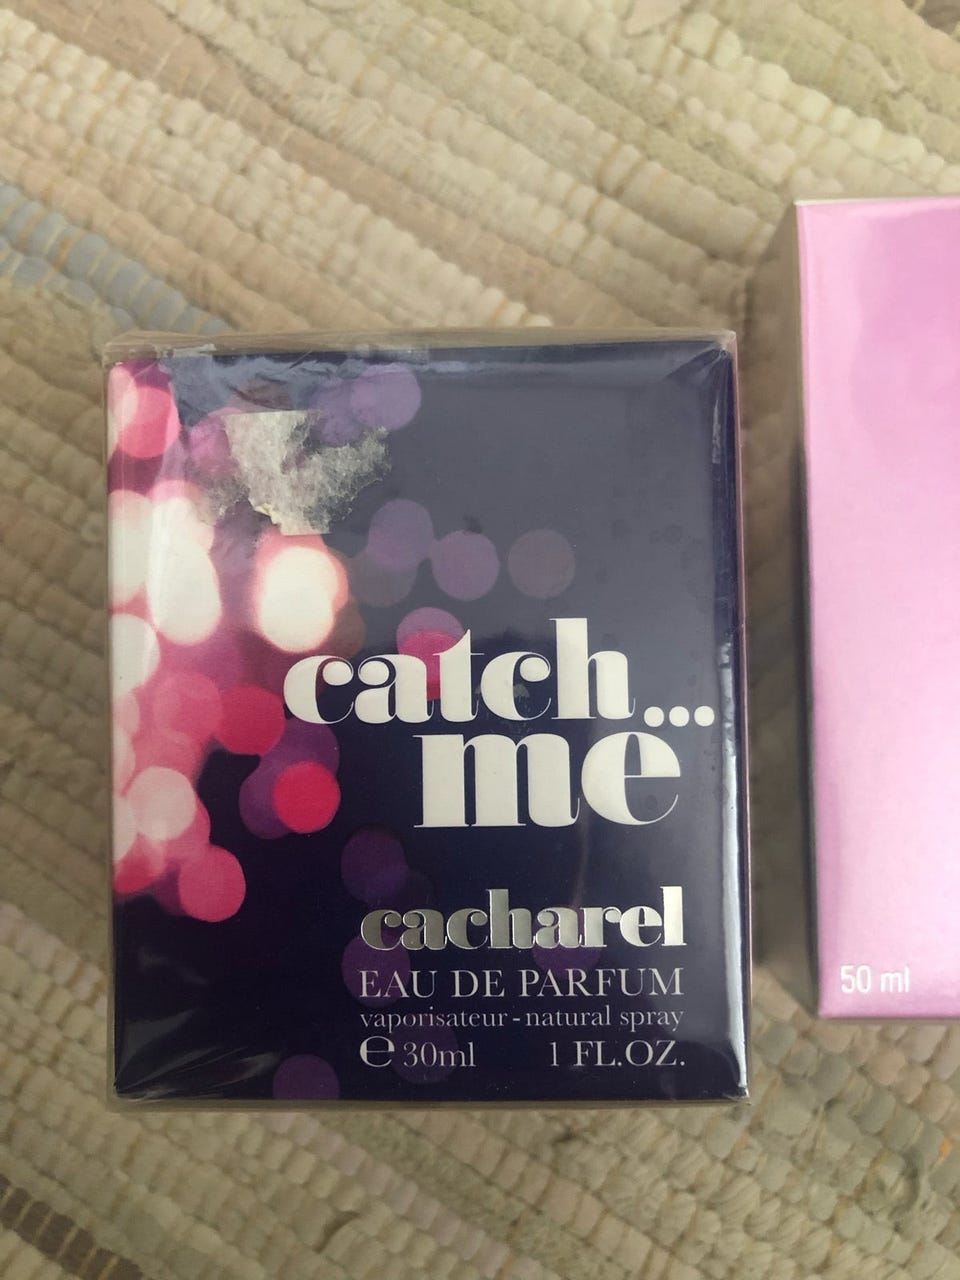 catch...
me
cacharel
EAU DE PARFUM
vaporisateur - natural spray
℮ 30ml 1 FL.OZ.
50 ml